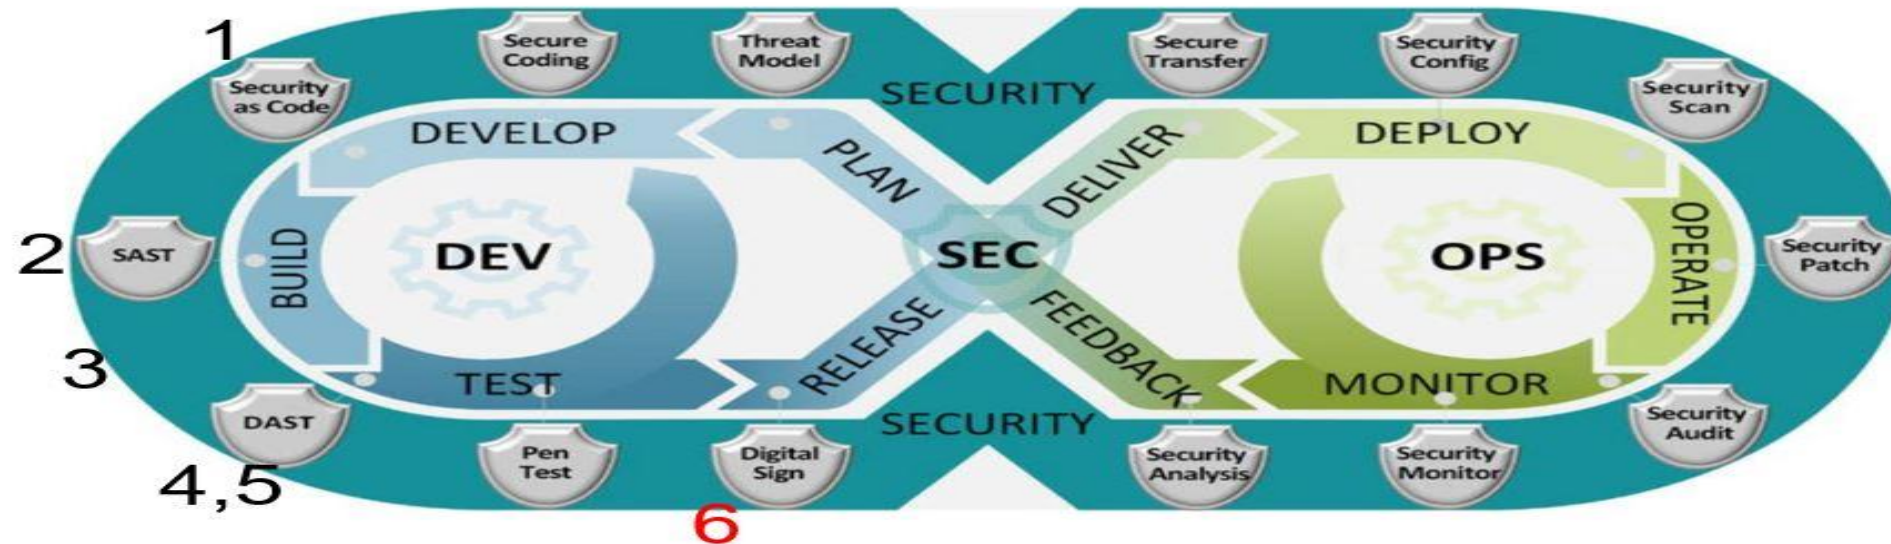 1
Secure
Coding
Threat
Model
Secure
Transfer
Security
Config
Security
as Code
Security
Scan
SECURITY
DEVELOP
PLAN
DELIVER
DEPLOY
2
SAST
BUILD
DEV
SEC
OPS
OPERATE
Security
Patch
3
TEST
RELEASE
FEEDBACK
MONITOR
DAST
SECURITY
Security
Audit
4,5
Pen
Test
Digital
Sign
Security
Analysis
Security
Monitor
6